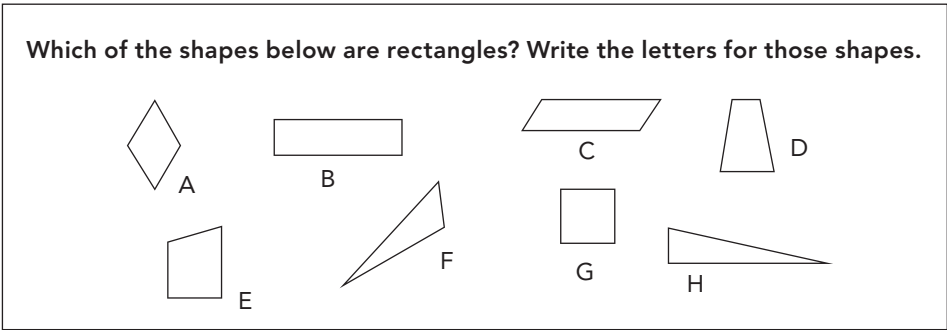 Which of the shapes below are rectangles? Write the letters for those shapes.
A
B
C
D
E
F
G
H